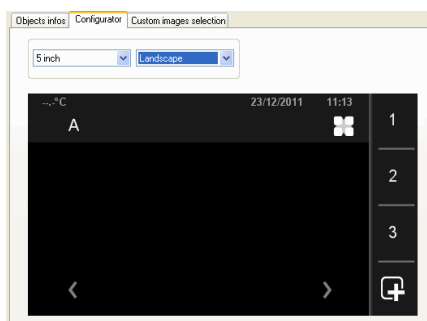 Objects infos Configurator Custom images selection
5 inch Landscape
--.-°C 23/12/2011 11:13
A
1
2
3